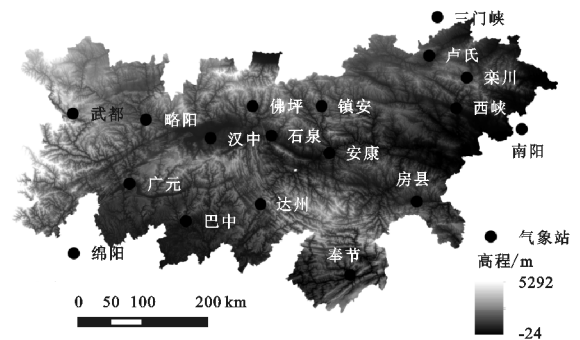 三门峡
卢氏
栾川
武都
略阳
佛坪
镇安
西峡
汉中
石泉
南阳
安康
广元
房县
达州
巴中
气象站
绵阳
奉节
高程/m
5292
0 50 100 200 km
-24